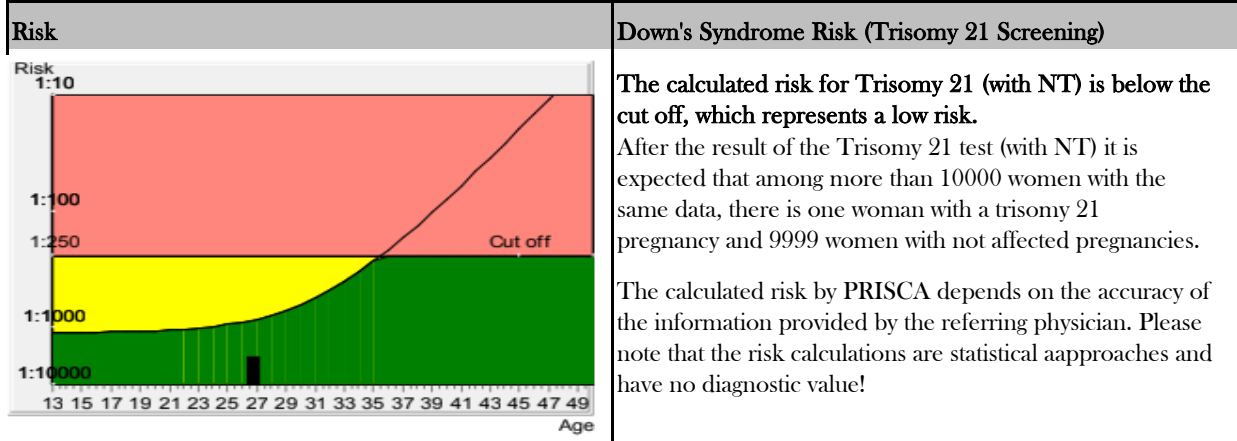 Risk
Down's Syndrome Risk (Trisomy 21 Screening)
Risk
1:10
1:100
1:250
Cut off
1:1000
1:10000
13 15 17 19 21 23 25 27 29 31 33 35 37 39 41 43 45 47 49
Age
The calculated risk for Trisomy 21 (with NT) is below the
cut off, which represents a low risk.
After the result of the Trisomy 21 test (with NT) it is
expected that among more than 10000 women with the
same data, there is one woman with a trisomy 21
pregnancy and 9999 women with not affected pregnancies.
The calculated risk by PRISCA depends on the accuracy of
the information provided by the referring physician. Please
note that the risk calculations are statistical aapproaches and
have no diagnostic value!